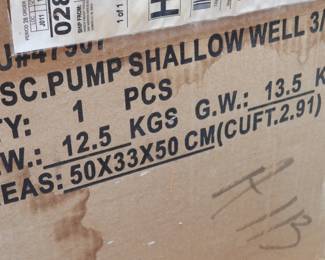 028
J011
1 of 1
H
U#47907
SC.PUMP SHALLOW WELL 3/
TY: 1 PCS
.W.: 12.5 KGS G.W.: 13.5 K
EAS: 50X33X50 CM(CUFT.2.91)